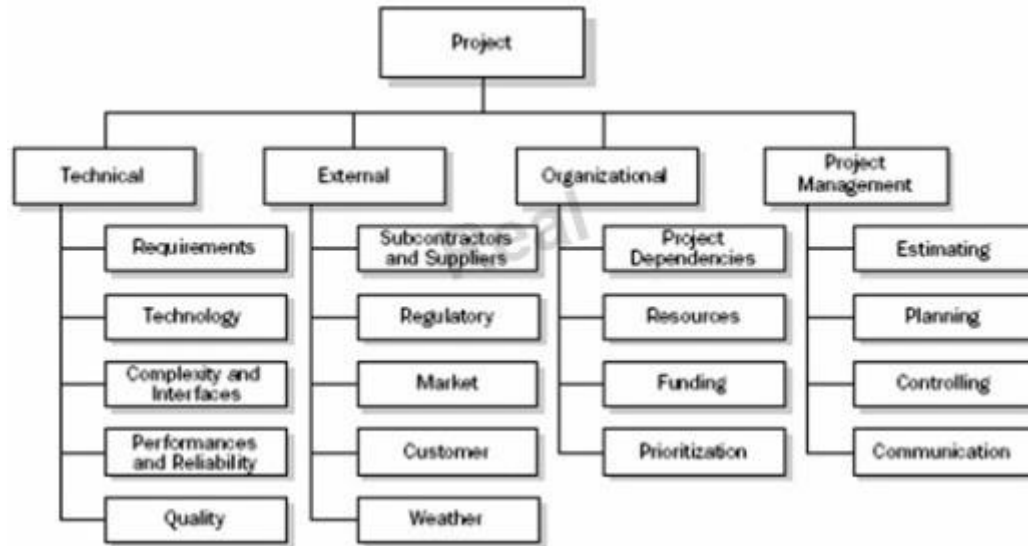 Project
Technical
External
Organizational
Project
Management
Requirements
Technology
Complexity and
Interfaces
Performances
and Reliability
Quality
Subcontractors
and Suppliers
Regulatory
Market
Customer
Weather
Project
Dependencies
Resources
Funding
Prioritization
Estimating
Planning
Controlling
Communication